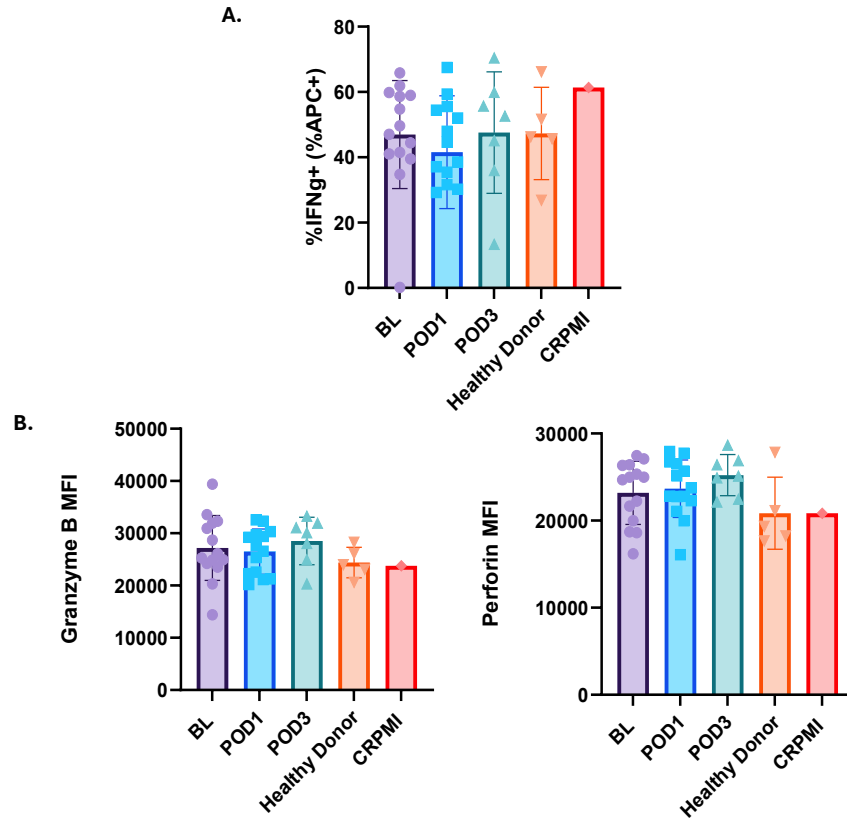 A.
%IFNg+ (%APC+)
80
60
40
20
0
BL
POD1
POD3
Healthy Donor
CRPMI
B.
Granzyme B MFI
50000
40000
30000
20000
10000
0
BL
POD1
POD3
Healthy Donor
CRPMI
Perforin MFI
30000
20000
10000
0
BL
POD1
POD3
Healthy Donor
CRPMI